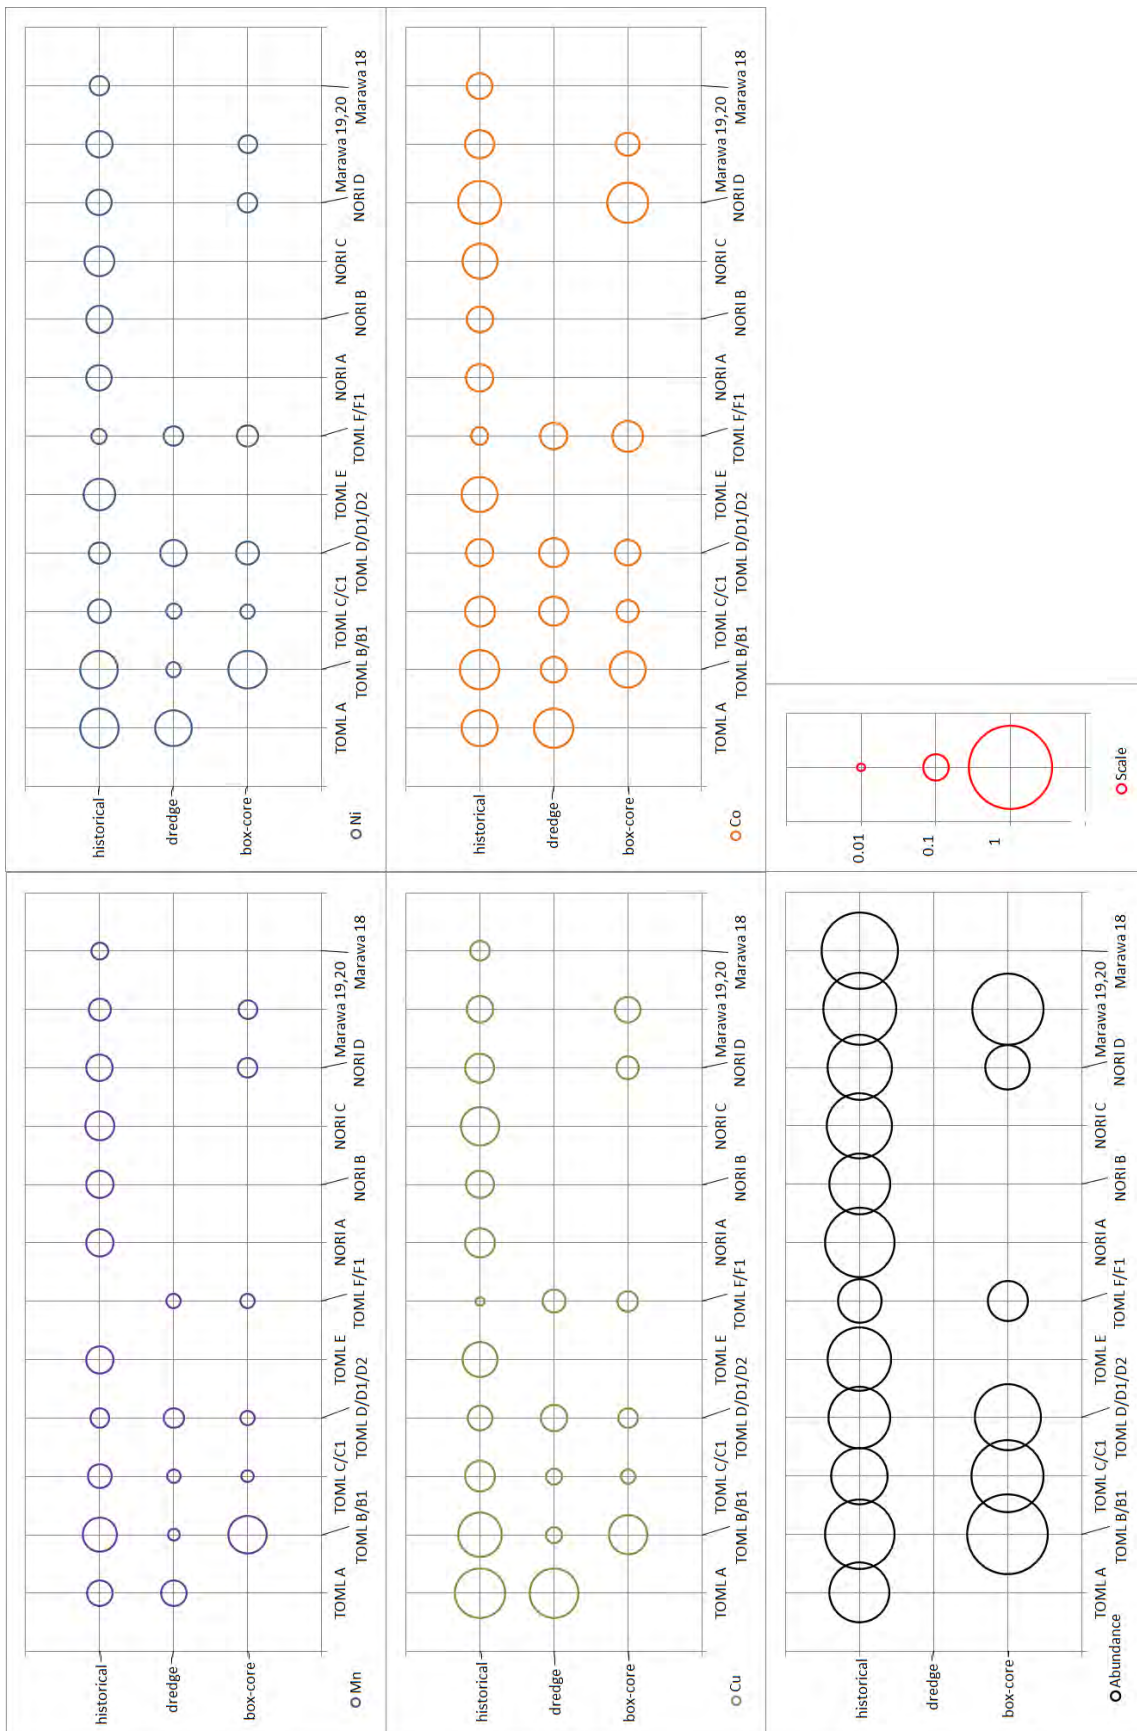 historical
dredge
box-core
TOML A
TOML B/B1
TOML C/C1
TOML D/D1/D2
TOML E
TOML F/F1
NORI A
NORI B
NORI C
NORI D
Marawa 19,20
Marawa 18
Mn
historical
dredge
box-core
TOML A
TOML B/B1
TOML C/C1
TOML D/D1/D2
TOML E
TOML F/F1
NORI A
NORI B
NORI C
NORI D
Marawa 19,20
Marawa 18
Ni
historical
dredge
box-core
TOML A
TOML B/B1
TOML C/C1
TOML D/D1/D2
TOML E
TOML F/F1
NORI A
NORI B
NORI C
NORI D
Marawa 19,20
Marawa 18
Cu
historical
dredge
box-core
TOML A
TOML B/B1
TOML C/C1
TOML D/D1/D2
TOML E
TOML F/F1
NORI A
NORI B
NORI C
NORI D
Marawa 19,20
Marawa 18
Co
historical
dredge
box-core
TOML A
TOML B/B1
TOML C/C1
TOML D/D1/D2
TOML E
TOML F/F1
NORI A
NORI B
NORI C
NORI D
Marawa 19,20
Marawa 18
Abundance
0.01
0.1
1
Scale